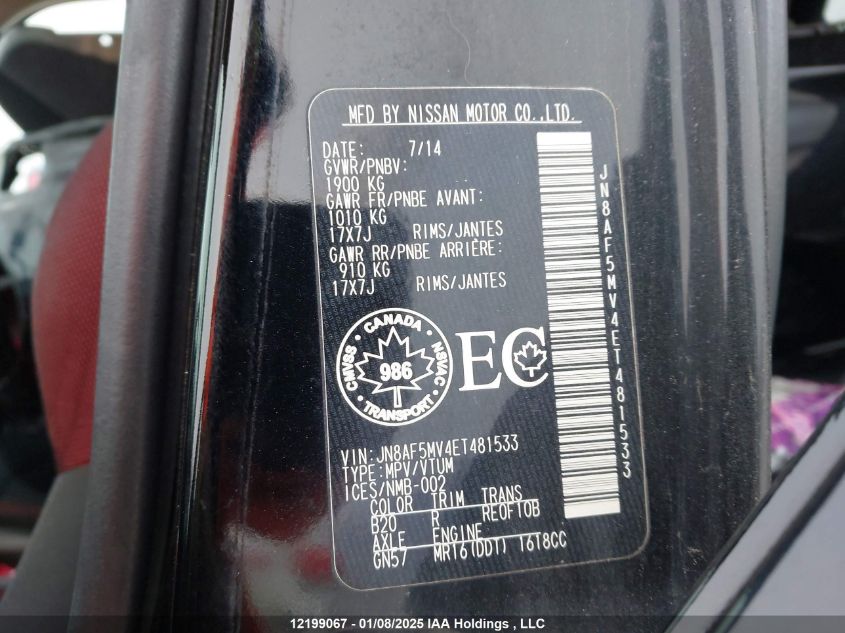 MFD BY NISSAN MOTOR CO.,LTD.
DATE: 7/14
GVWR/PNBV:
1900 KG
GAWR FR/PNBE AVANT:
1010 KG
17X7J RIMS/JANTES
GAWR RR/PNBE ARRIÈRE:
910 KG
17X7J RIMS/JANTES
CANADA
CMVSS 986 NSVAC
TRANSPORT
EC
JN8AF5MV4ET481533
VIN:JN8AF5MV4ET481533
TYPE:MPV/VTUM
ICES/NMB-002
COLOR TRIM TRANS
B20 R RE0F10B
AXLE ENGINE
GN57 MR16(DDT) 16T8CC
12199067 - 01/08/2025 IAA Holdings , LLC